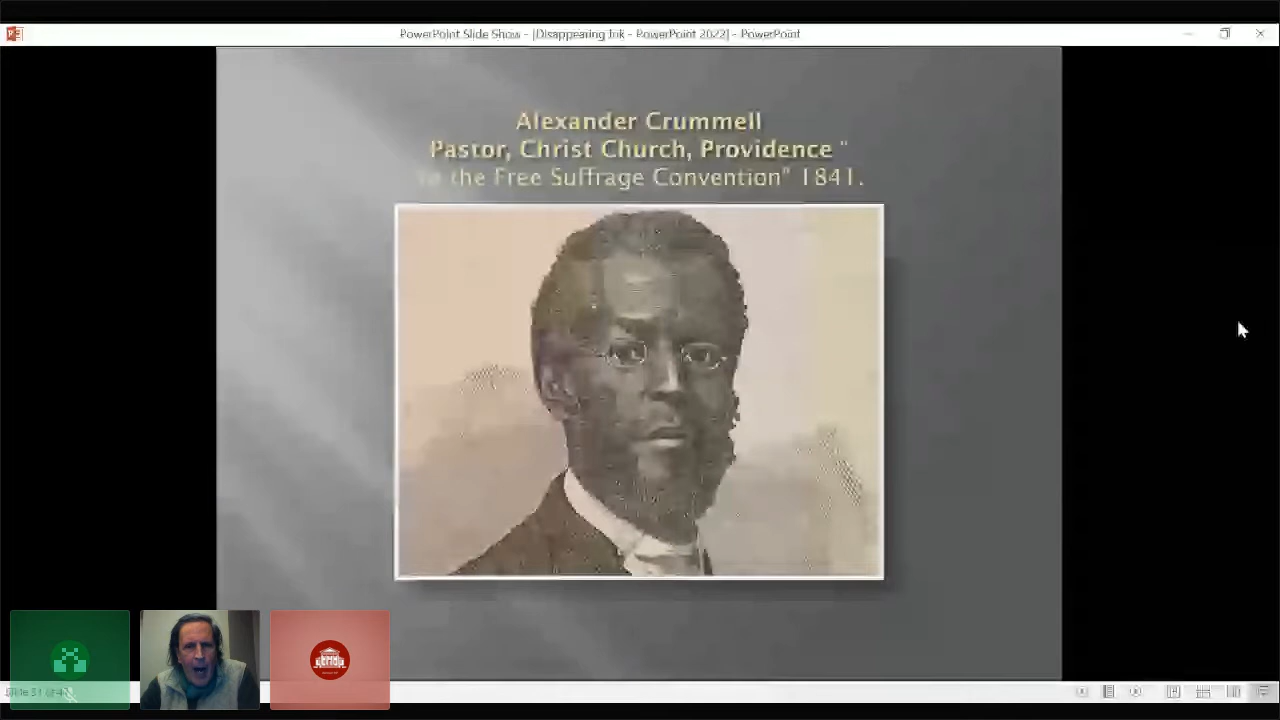 PowerPoint Slide Show - [Disappearing Ink - PowerPoint 2022] - PowerPoint
Alexander Crummell
Pastor, Christ Church, Providence "
the Free Suffrage Convention" 1841.